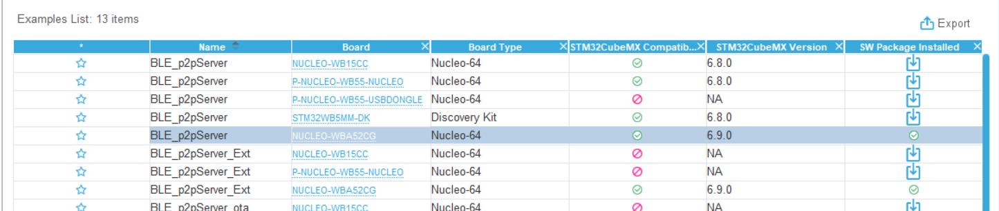 Examples List: 13 items
Export
* Name Board Board Type STM32CubeMX Compatib... STM32CubeMX Version SW Package Installed
BLE_p2pServer NUCLEO-WB15CC Nucleo-64 6.8.0
BLE_p2pServer P-NUCLEO-WB55-NUCLEO Nucleo-64 6.8.0
BLE_p2pServer P-NUCLEO-WB55-USBDONGLE Nucleo-64 NA
BLE_p2pServer STM32WB5MM-DK Discovery Kit 6.8.0
BLE_p2pServer NUCLEO-WBA52CG Nucleo-64 6.9.0
BLE_p2pServer_Ext NUCLEO-WB15CC Nucleo-64 NA
BLE_p2pServer_Ext P-NUCLEO-WB55-NUCLEO Nucleo-64 NA
BLE_p2pServer_Ext NUCLEO-WBA52CG Nucleo-64 6.9.0
BLE_p2pServer_ota NUCLEO-WB15CC Nucleo-64 NA